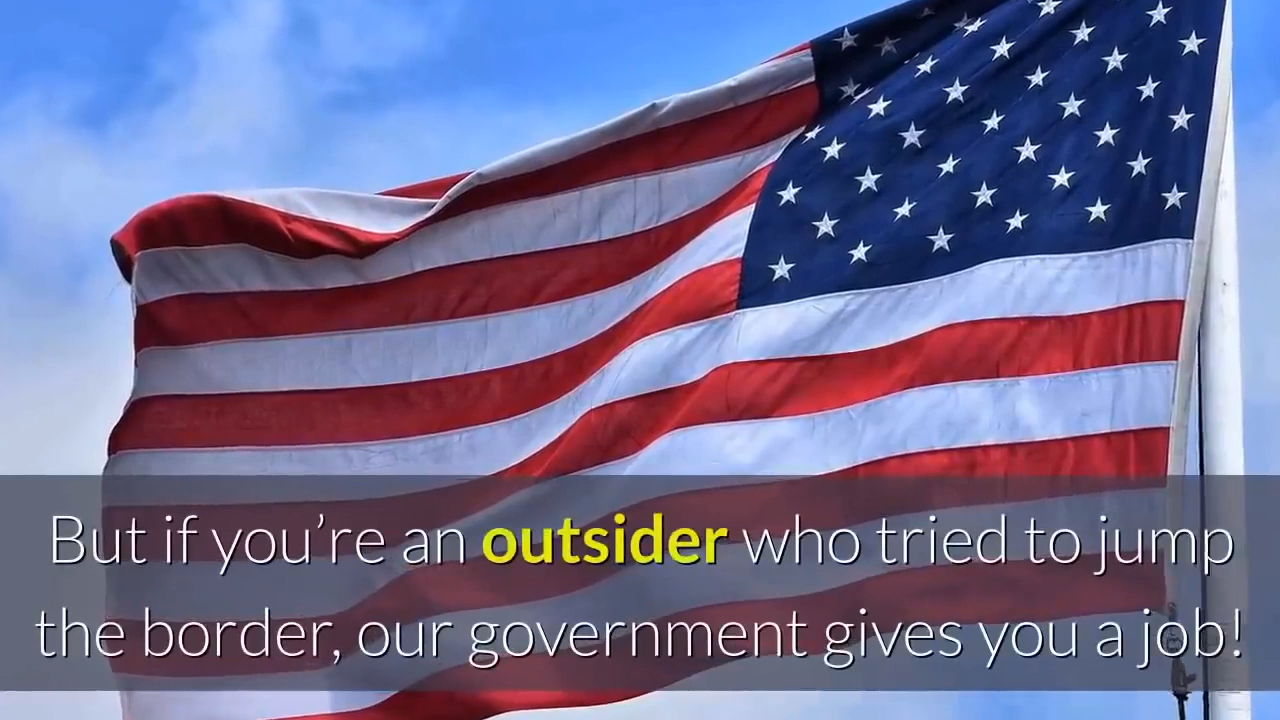 But if you’re an outsider who tried to jump
the border, our government gives you a job!